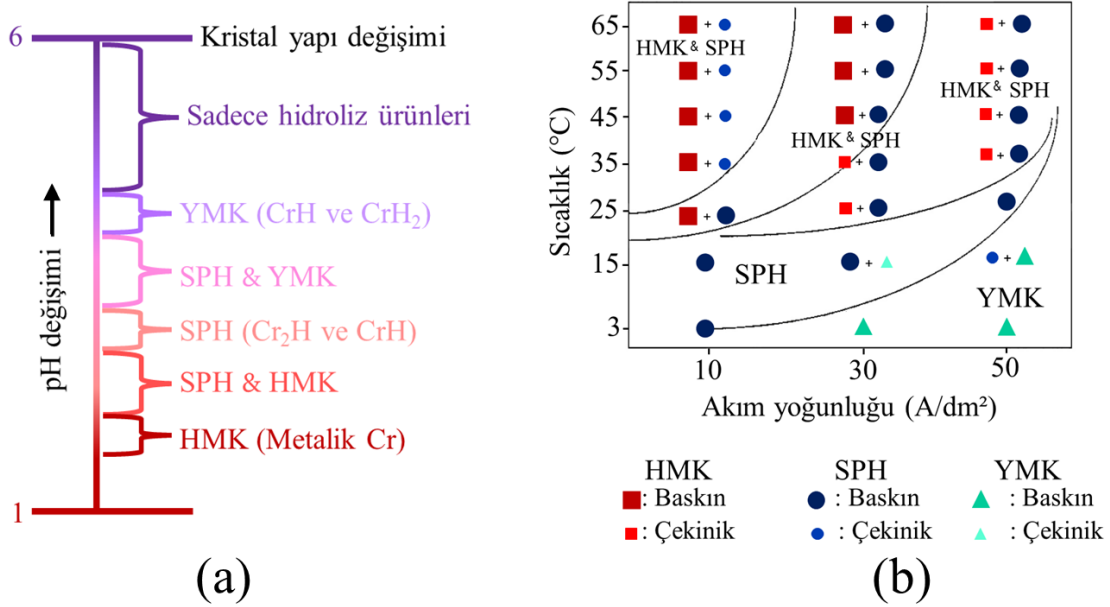 6
Kristal yapı değişimi
Sadece hidroliz ürünleri
YMK (CrH ve CrH₂)
SPH & YMK
SPH (Cr₂H ve CrH)
SPH & HMK
HMK (Metalik Cr)
1
pH değişimi
(a)
Sıcaklık (°C)
65
55
45
35
25
15
3
HMK & SPH
HMK & SPH
HMK & SPH
+ + +
+ + +
+ + +
+ + +
+ +
+ +
SPH
YMK
10 30 50
Akım yoğunluğu (A/dm²)
HMK SPH YMK
: Baskın : Baskın : Baskın
: Çekinik : Çekinik : Çekinik
(b)